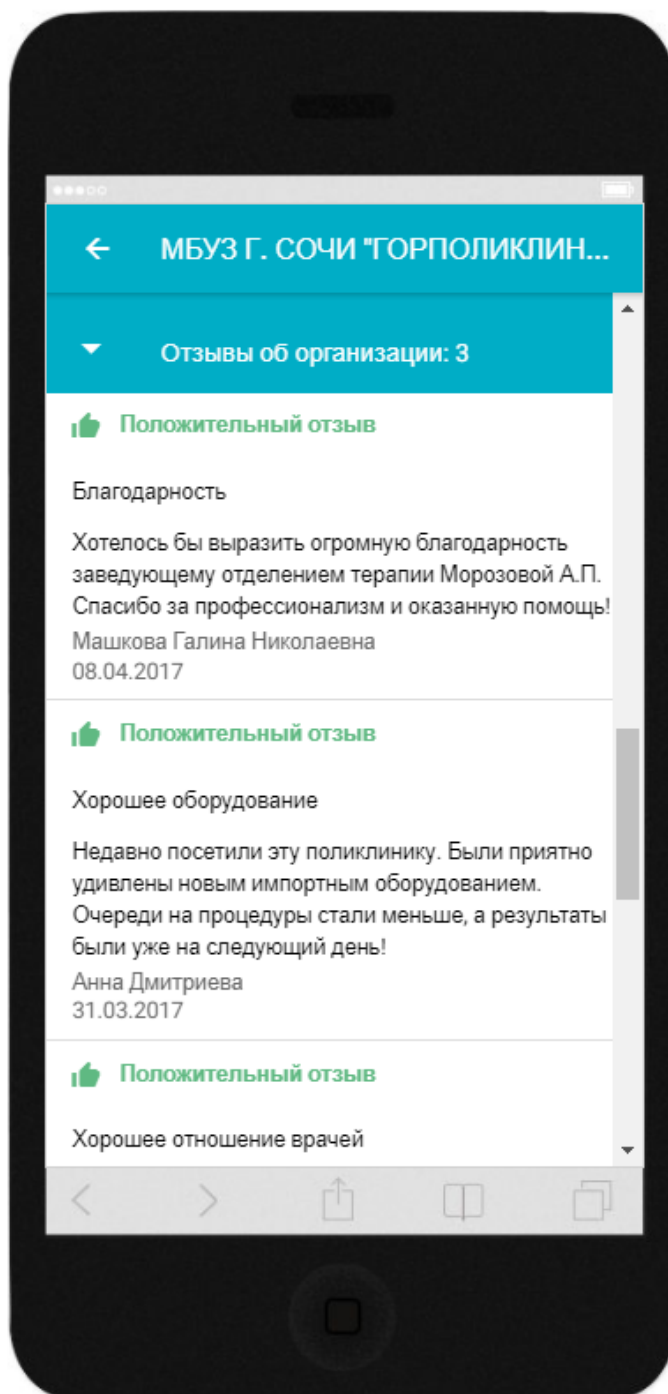 МБУЗ Г. СОЧИ "ГОРПОЛИКЛИН...
Отзывы об организации: 3
Положительный отзыв
Благодарность
Хотелось бы выразить огромную благодарность
заведующему отделением терапии Морозовой А.П.
Спасибо за профессионализм и оказанную помощь!
Машкова Галина Николаевна
08.04.2017
Положительный отзыв
Хорошее оборудование
Недавно посетили эту поликлинику. Были приятно
удивлены новым импортным оборудованием.
Очереди на процедуры стали меньше, а результаты
были уже на следующий день!
Анна Дмитриева
31.03.2017
Положительный отзыв
Хорошее отношение врачей